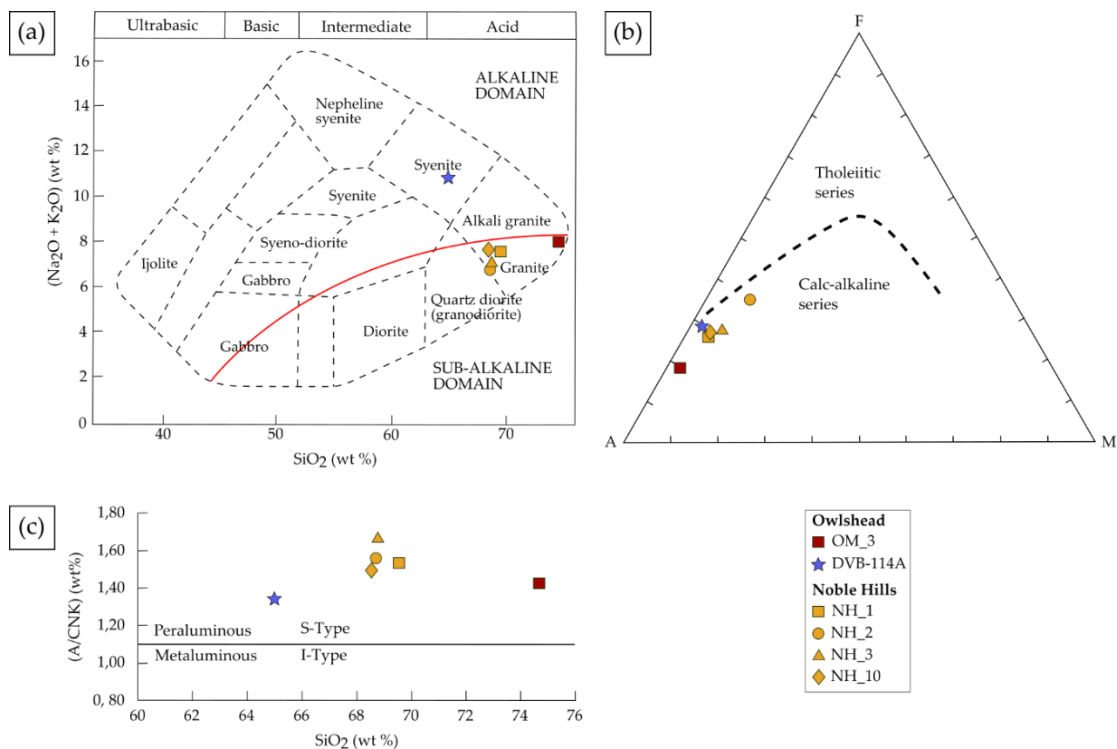 (a)
Ultrabasic Basic Intermediate Acid
16
14
12
10
8
6
4
2
0
(Na₂O + K₂O) (wt %)
ALKALINE
DOMAIN
Nepheline
syenite
Syenite
Syenite
Alkali granite
Syeno-diorite
Ijolite
Gabbro
Granite
Quartz diorite
(granodiorite)
Diorite
Gabbro
SUB-ALKALINE
DOMAIN
40 50 60 70
SiO₂ (wt %)
(b)
F
Tholeiitic
series
Calc-alkaline
series
A M
(c)
1,80
1,60
1,40
1,20
1,00
0, 80
(A/CNK) (wt%)
Peraluminous S-Type
Metaluminous I-Type
60 62 64 66 68 70 72 74 76
SiO₂ (wt %)
Owlshead
OM_3
DVB-114A
Noble Hills
NH_1
NH_2
NH_3
NH_10